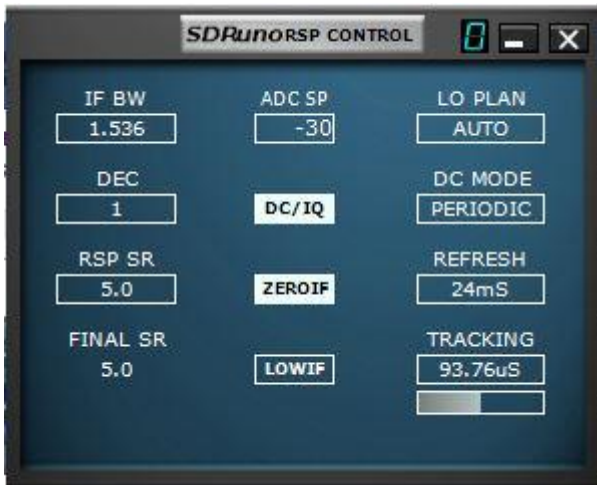 SDRuno RSP CONTROL 0
IF BW ADC SP LO PLAN
1.536 -30 AUTO
DEC DC MODE
1 DC/IQ PERIODIC
RSP SR REFRESH
5.0 ZEROIF 24mS
FINAL SR TRACKING
5.0 LOWIF 93.76uS